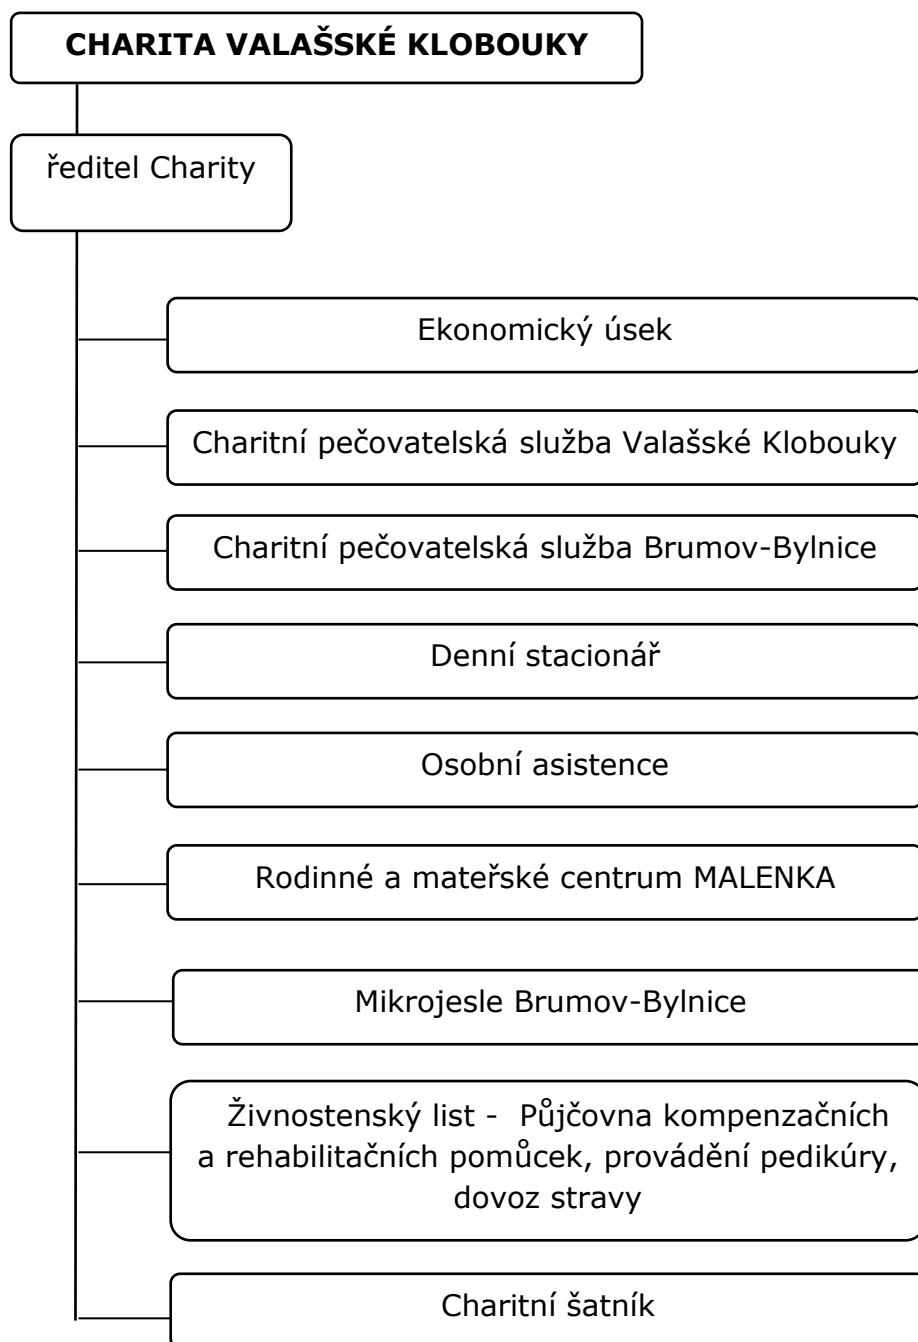 CHARITA VALAŠSKÉ KLOBOUKY
ředitel Charity
Ekonomický úsek
Charitní pečovatelská služba Valašské Klobouky
Charitní pečovatelská služba Brumov-Bylnice
Denní stacionář
Osobní asistence
Rodinné a mateřské centrum MALENKA
Mikrojesle Brumov-Bylnice
Živnostenský list - Půjčovna kompenzačních
a rehabilitačních pomůcek, provádění pedikúry,
dovoz stravy
Charitní šatník